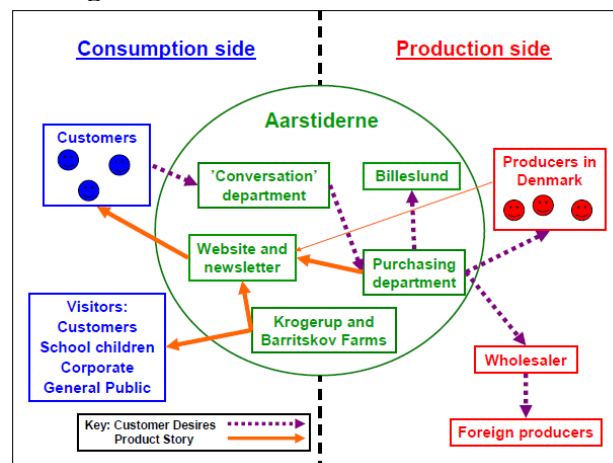 Consumption side
Production side
Aarstiderne
Customers
'Conversation'
department
Billeslund
Producers in
Denmark
Website and
newsletter
Purchasing
department
Visitors:
Customers
School children
Corporate
General Public
Krogerup and
Barritskov Farms
Wholesaler
Foreign producers
Key: Customer Desires
Product Story